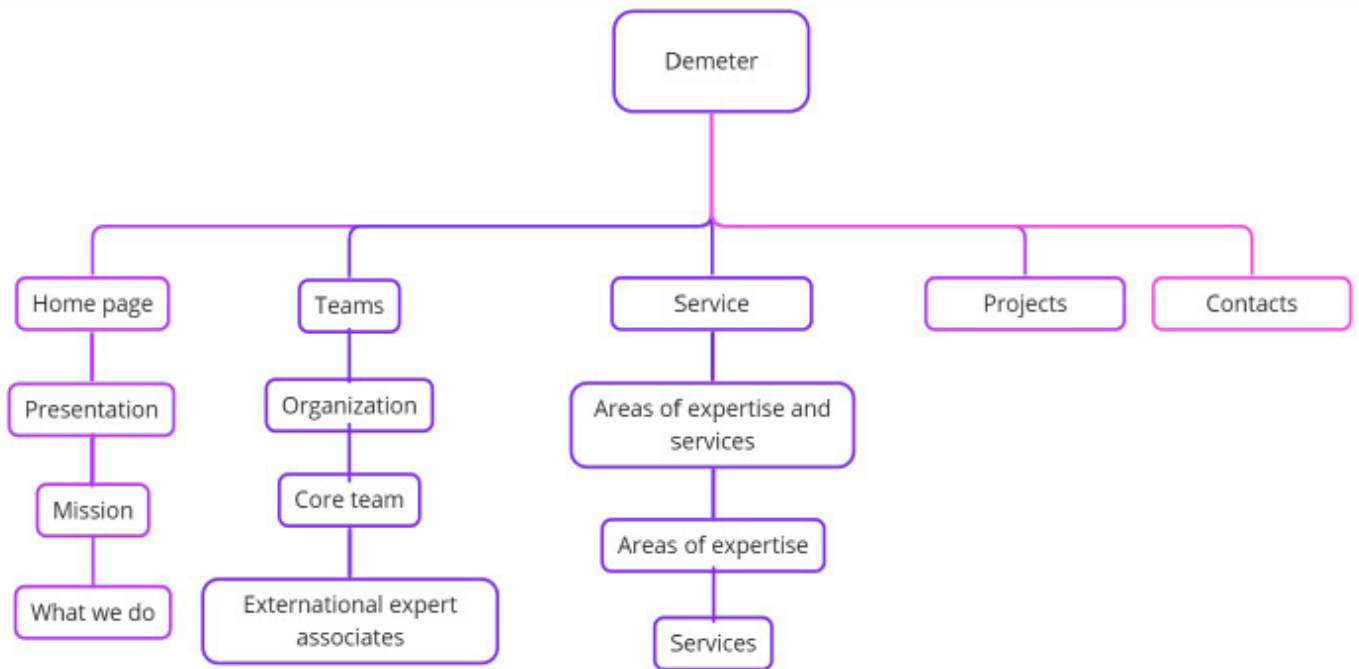 Demeter
Home page
Teams
Service
Projects
Contacts
Presentation
Organization
Areas of expertise and
services
Mission
Core team
Areas of expertise
What we do
Externational expert
associates
Services